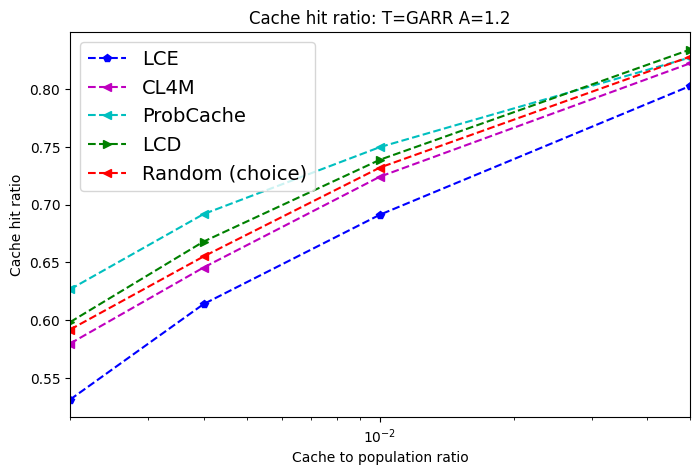 Cache hit ratio: T=GARR A=1.2
LCE
CL4M
ProbCache
LCD
Random (choice)
Cache hit ratio
0.80
0.75
0.70
0.65
0.60
0.55
10⁻²
Cache to population ratio